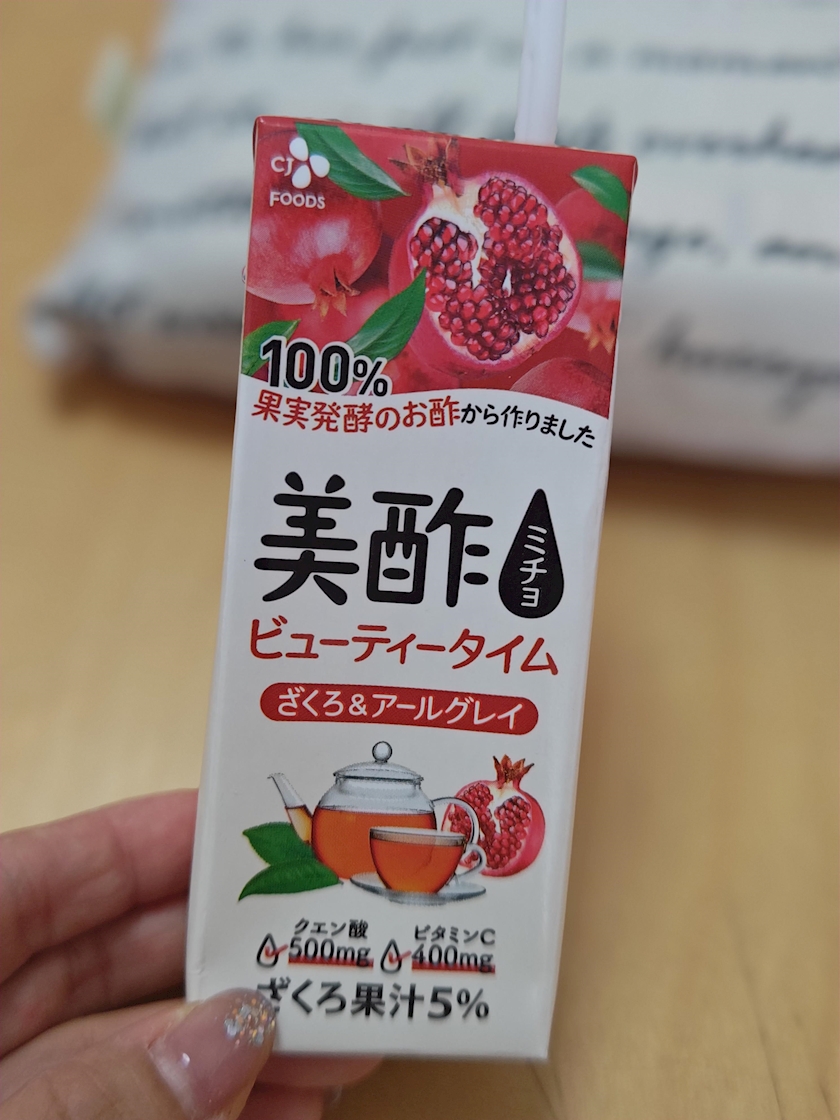 CJ
FOODS
100%
果実発酵のお酢から作りました
美酢
ミチョ
ビューティータイム
ざくろ&アールグレイ
クエン酸
500mg
ビタミンC
400mg
ざくろ果汁5%